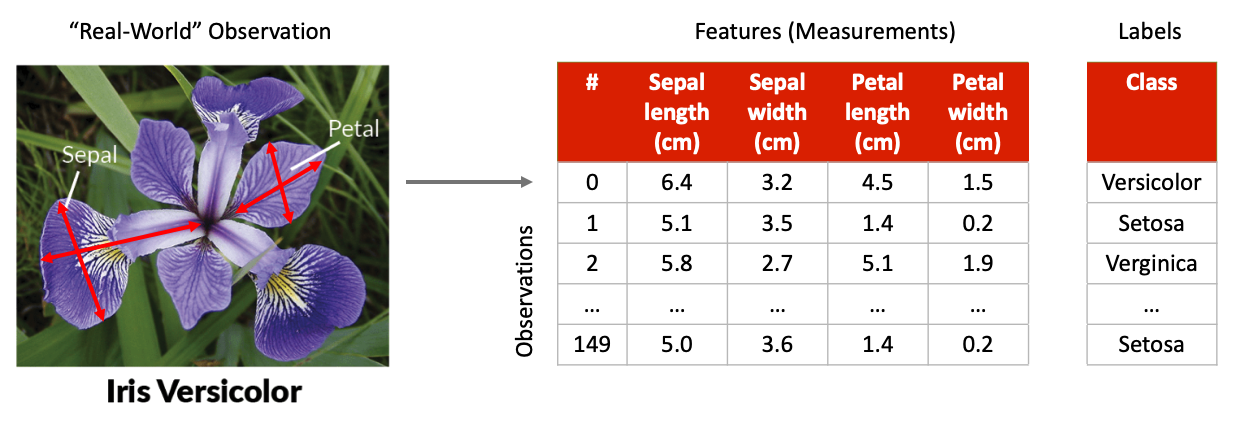 “Real-World” Observation
Sepal
Petal
Iris Versicolor
Features (Measurements)
Observations
# Sepal length (cm) Sepal width (cm) Petal length (cm) Petal width (cm)
0 6.4 3.2 4.5 1.5
1 5.1 3.5 1.4 0.2
2 5.8 2.7 5.1 1.9
... ... ... ... ...
149 5.0 3.6 1.4 0.2
Labels
Class
Versicolor
Setosa
Verginica
...
Setosa